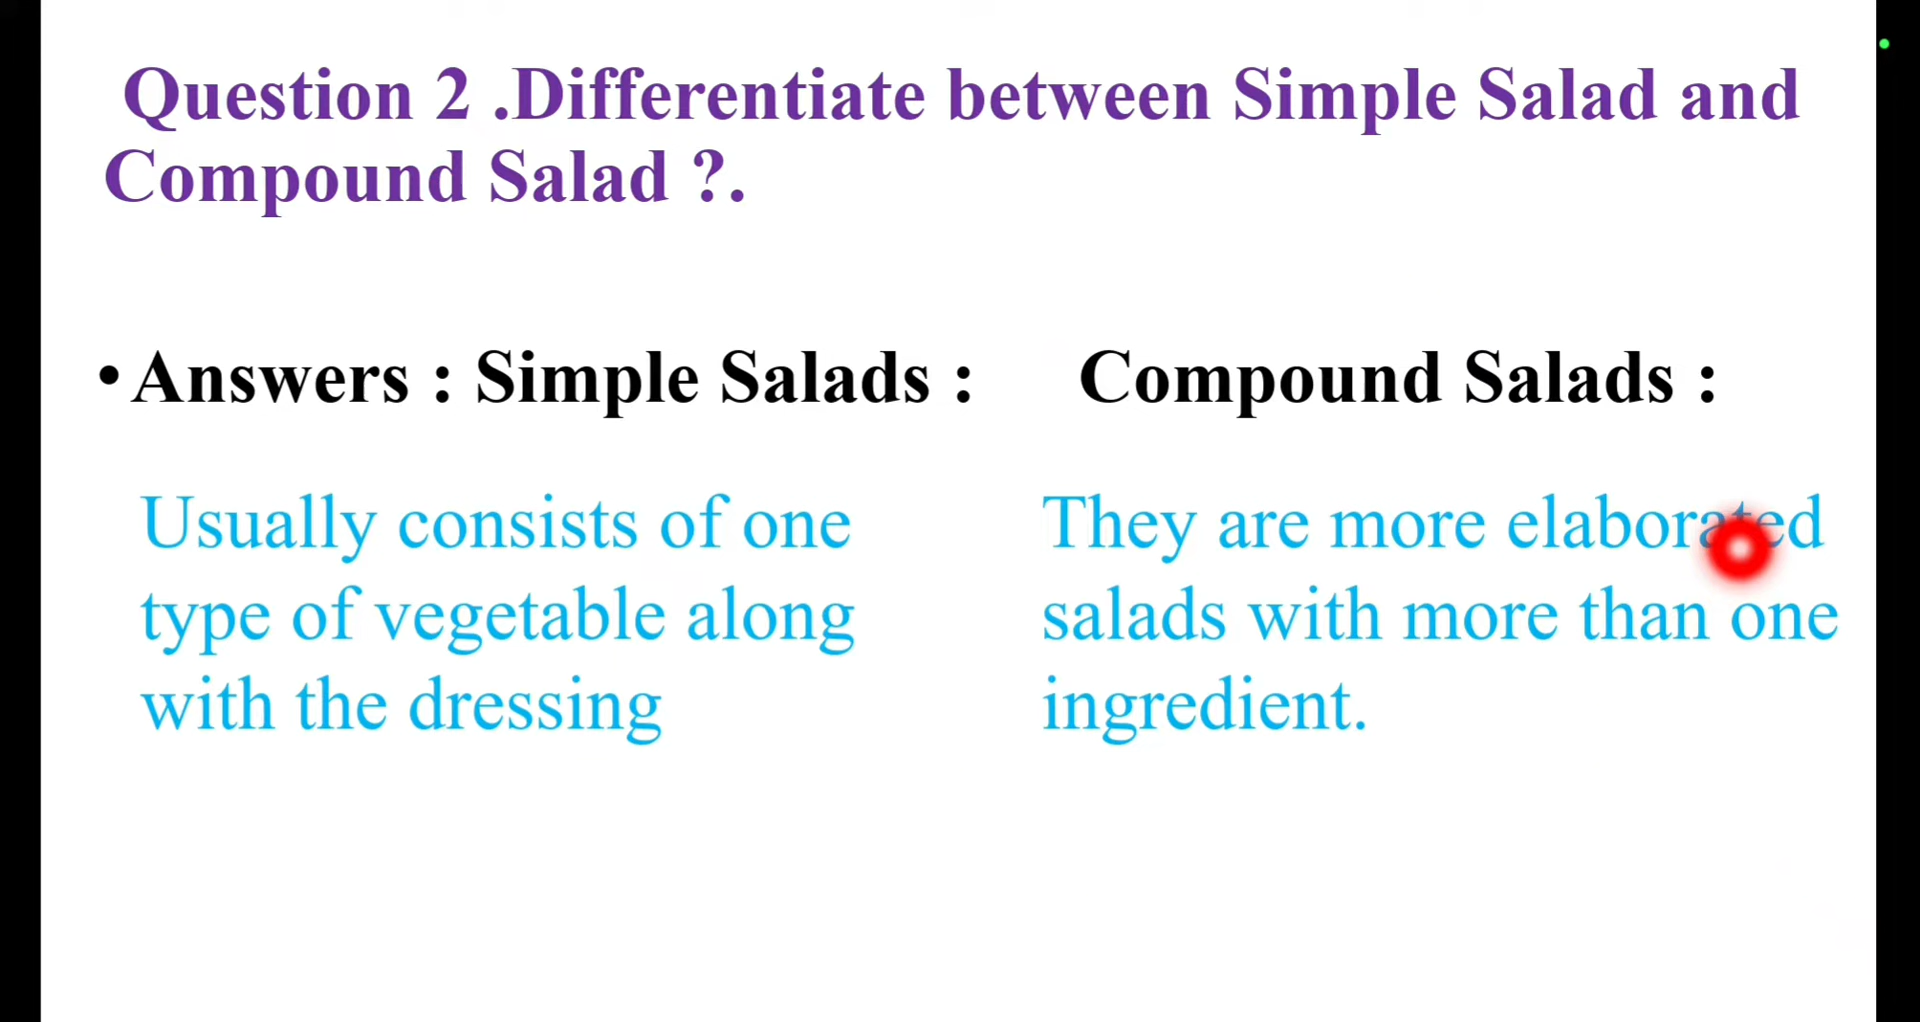 Question 2 .Differentiate between Simple Salad and
Compound Salad ?.
•Answers : Simple Salads :
Usually consists of one
type of vegetable along
with the dressing
Compound Salads :
They are more elaborated
salads with more than one
ingredient.